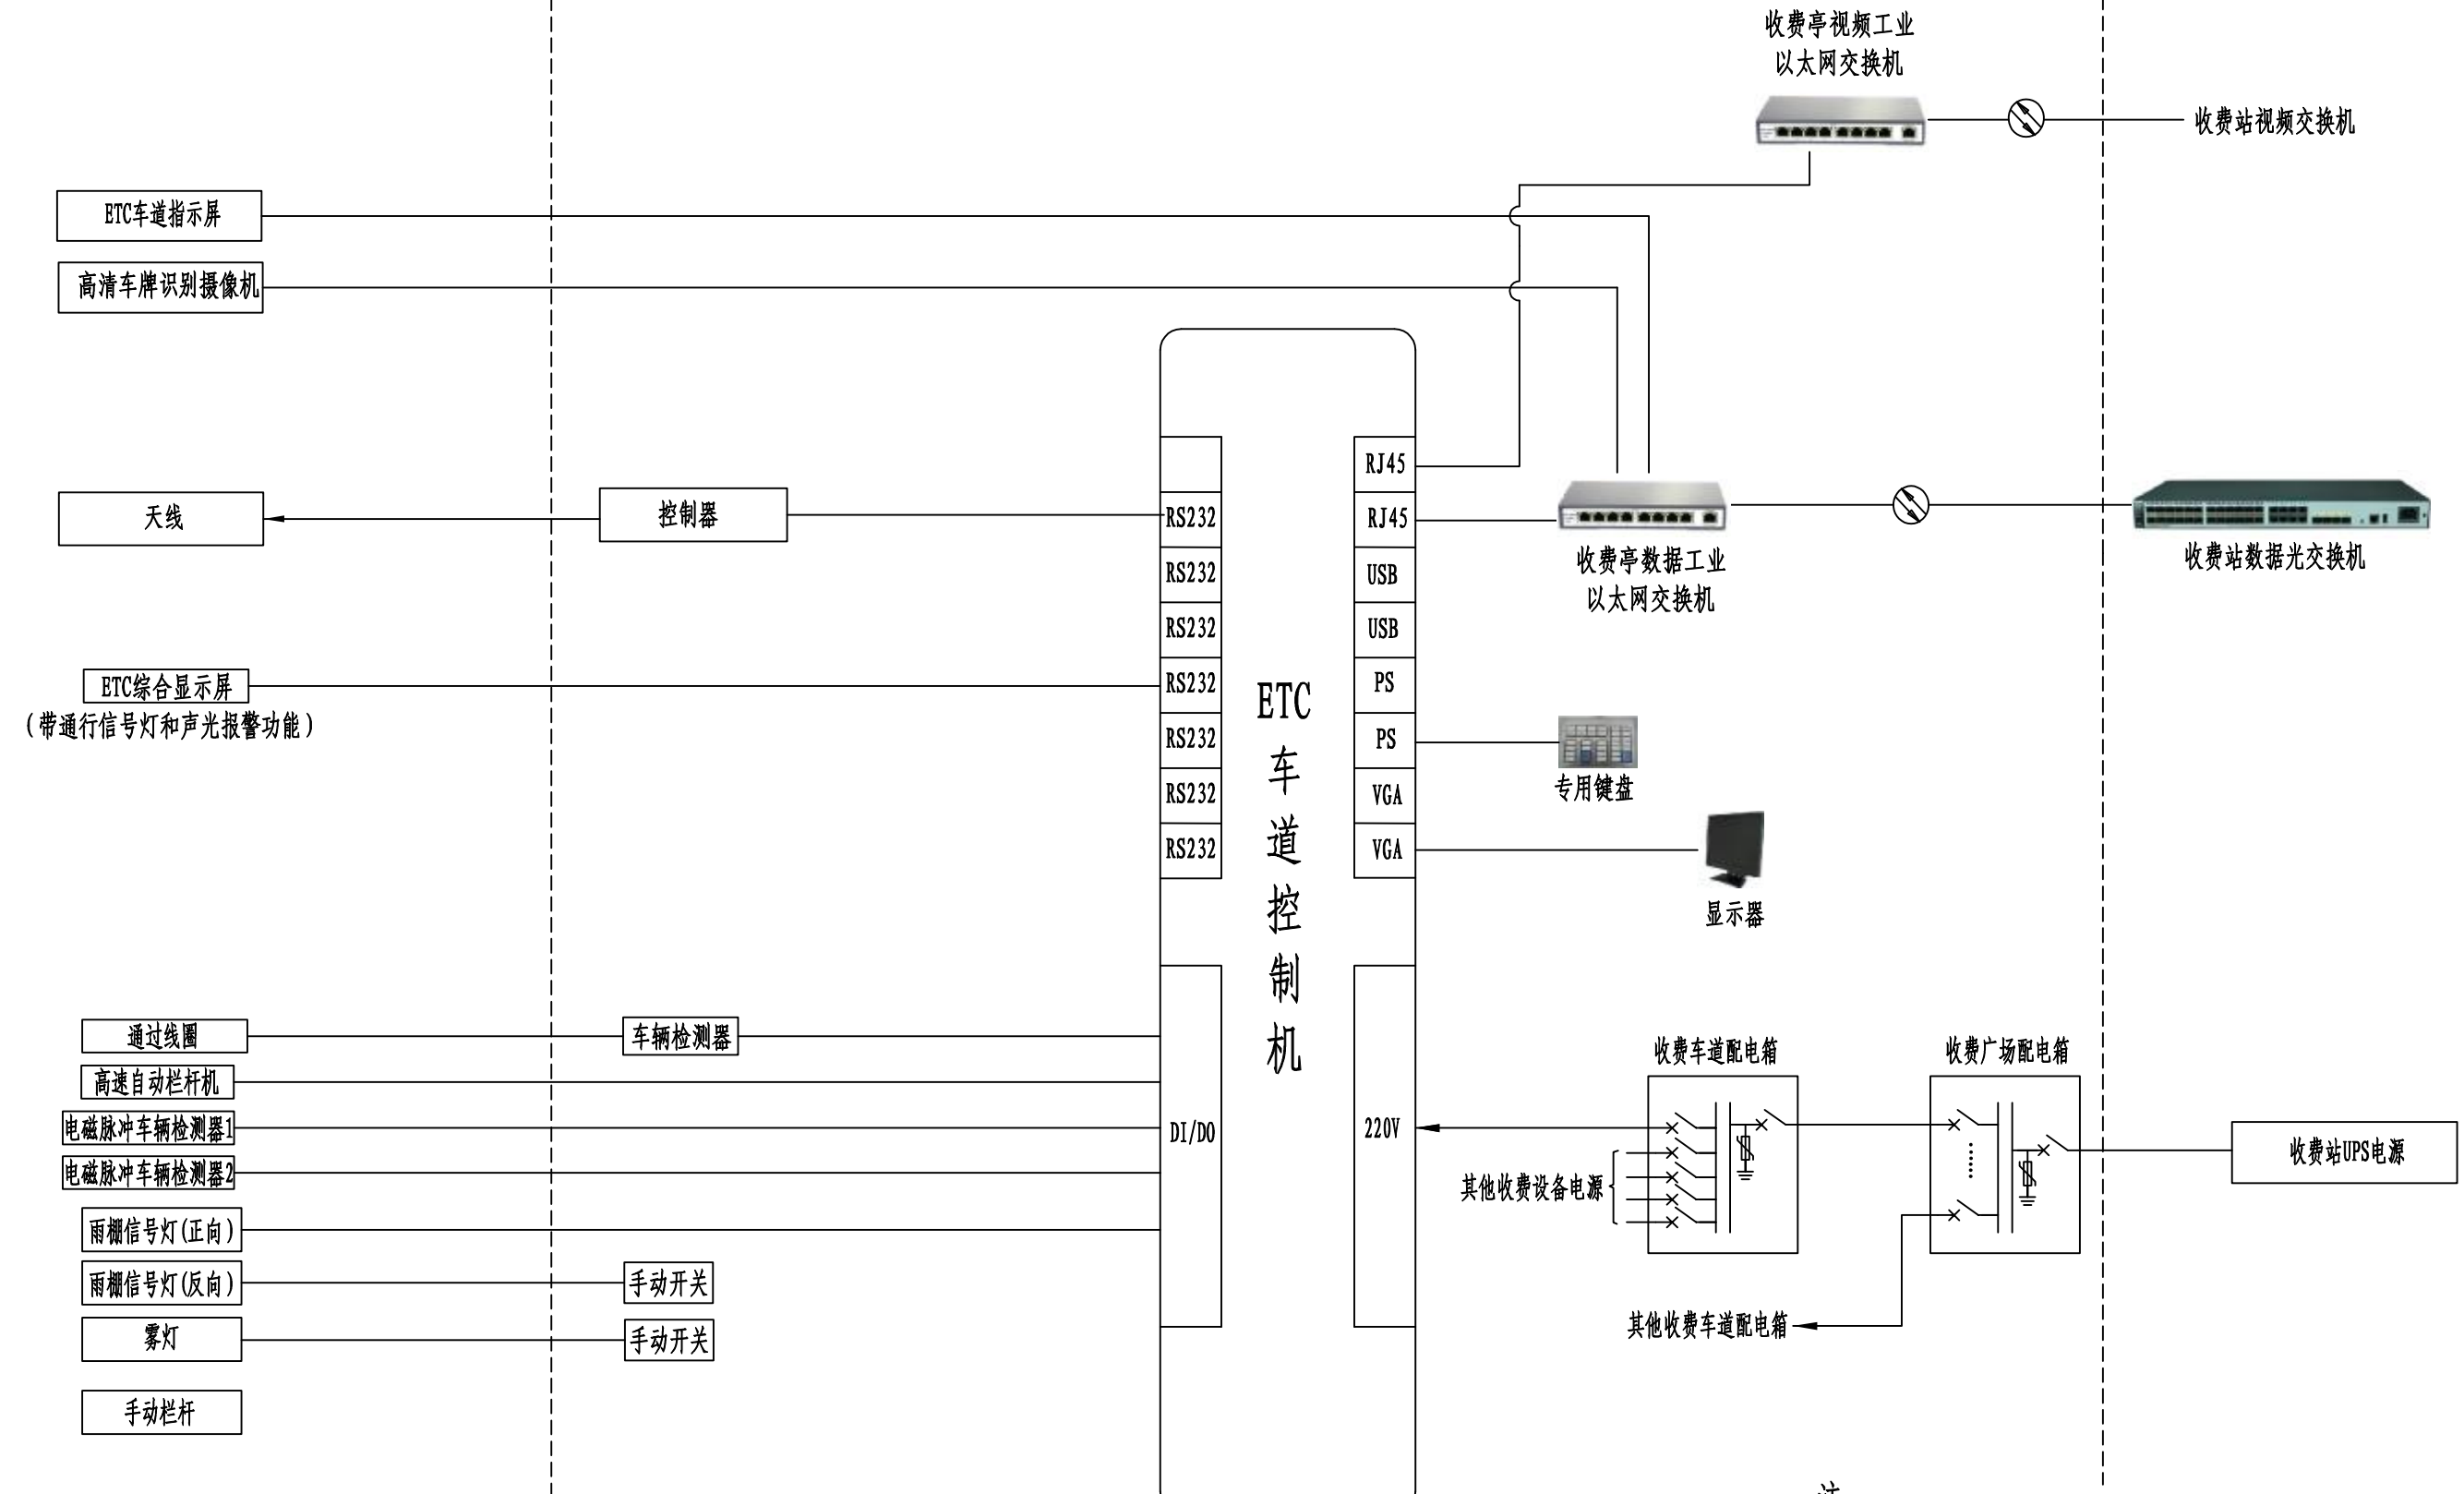 收费亭视频工业
以太网交换机
收费站视频交换机
ETC车道指示屏
高清车牌识别摄像机
RJ45
天线
控制器
RS232
RJ45
收费亭数据工业
以太网交换机
收费站数据光交换机
RS232
USB
RS232
USB
ETC综合显示屏
(带通行信号灯和声光报警功能)
RS232
PS
RS232
PS
专用键盘
RS232
VGA
RS232
VGA
显示器
ETC
车
道
控
制
机
通过线圈
车辆检测器
高速自动栏杆机
电磁脉冲车辆检测器1
电磁脉冲车辆检测器2
DI/DO
220V
收费车道配电箱
收费广场配电箱
其他收费设备电源
收费站UPS电源
雨棚信号灯(正向)
雨棚信号灯(反向)
手动开关
雾灯
手动开关
其他收费车道配电箱
手动栏杆